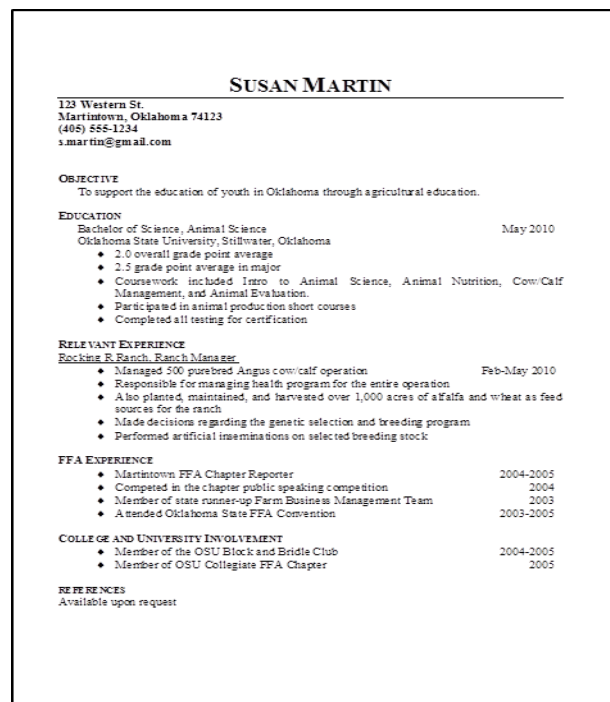 SUSAN MARTIN
123 Western St.
Martintown, Oklahoma 74123
(405) 555-1234
s.martin@gmail.com
OBJECTIVE
To support the education of youth in Oklahoma through agricultural education.
EDUCATION
Bachelor of Science, Animal Science May 2010
Oklahoma State University, Stillwater, Oklahoma
♦ 2.0 overall grade point average
♦ 2.5 grade point average in major
♦ Coursework included Intro to Animal Science, Animal Nutrition, Cow/Calf
Management, and Animal Evaluation.
♦ Participated in animal production short courses
♦ Completed all testing for certification
RELEVANT EXPERIENCE
Rocking R Ranch, Ranch Manager
♦ Managed 500 purebred Angus cow/calf operation Feb-May 2010
♦ Responsible for managing health program for the entire operation
♦ Also planted, maintained, and harvested over 1,000 acres of alfalfa and wheat as feed
sources for the ranch
♦ Made decisions regarding the genetic selection and breeding program
♦ Performed artificial inseminations on selected breeding stock
FFA EXPERIENCE
♦ Martintown FFA Chapter Reporter 2004-2005
♦ Competed in the chapter public speaking competition 2004
♦ Member of state runner-up Farm Business Management Team 2003
♦ Attended Oklahoma State FFA Convention 2003-2005
COLLEGE AND UNIVERSITY INVOLVEMENT
♦ Member of the OSU Block and Bridle Club 2004-2005
♦ Member of OSU Collegiate FFA Chapter 2005
REFERENCES
Available upon request